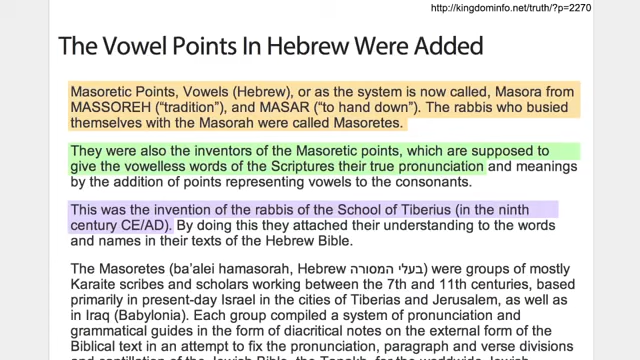 http://kingdominfo.net/truth/?p=2270
The Vowel Points In Hebrew Were Added
Masoretic Points, Vowels (Hebrew), or as the system is now called, Masora from
MASSOREH (“tradition”), and MASAR (“to hand down”). The rabbis who busied
themselves with the Masorah were called Masoretes.
They were also the inventors of the Masoretic points, which are supposed to
give the vowelless words of the Scriptures their true pronunciation and meanings
by the addition of points representing vowels to the consonants.
This was the invention of the rabbis of the School of Tiberius (in the ninth
century CE/AD). By doing this they attached their understanding to the words
and names in their texts of the Hebrew Bible.
The Masoretes (ba'alei hamasorah, Hebrew בעלי המסורה) were groups of mostly
Karaite scribes and scholars working between the 7th and 11th centuries, based
primarily in present-day Israel in the cities of Tiberias and Jerusalem, as well as
in Iraq (Babylonia). Each group compiled a system of pronunciation and
grammatical guides in the form of diacritical notes on the external form of the
Biblical text in an attempt to fix the pronunciation, paragraph and verse divisions
and cantillation of the Jewish Bible, the Tanakh, for the worldwide Jewish